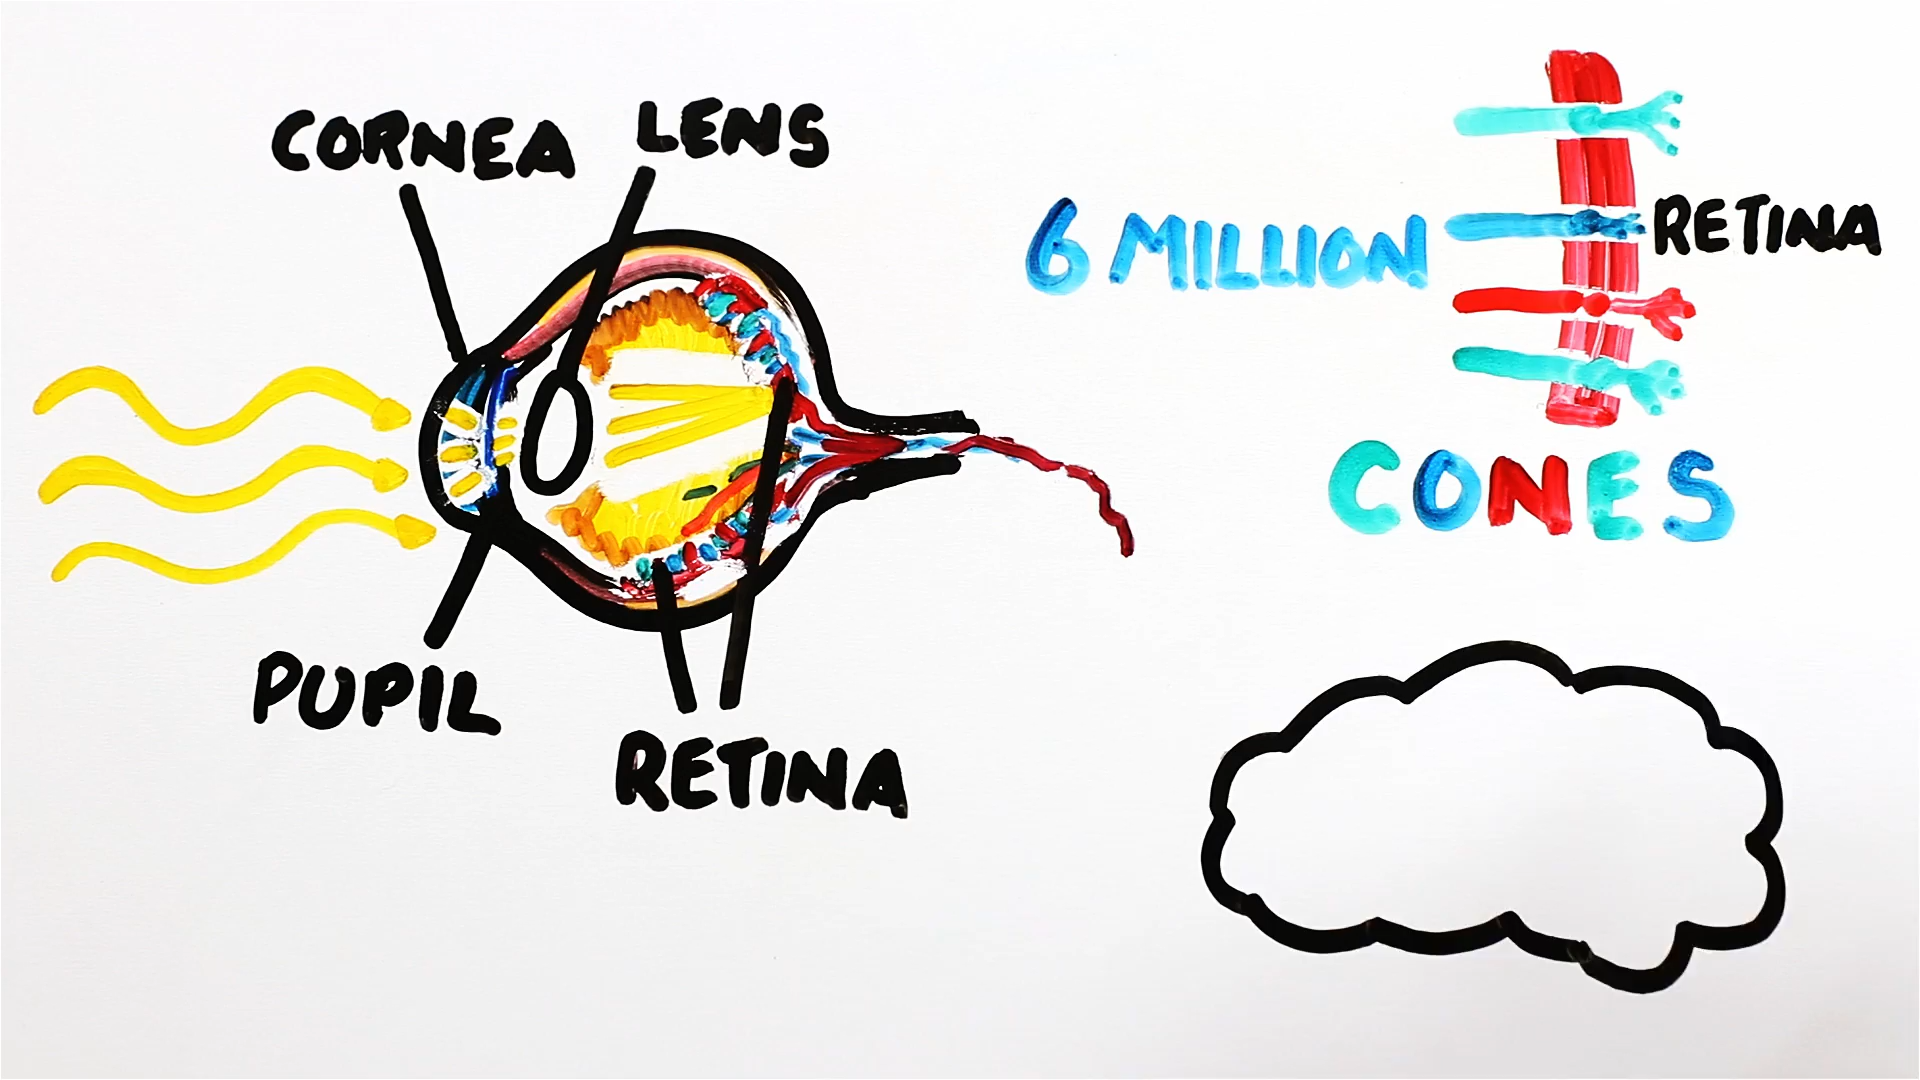 CORNEA
LENS
PUPIL
RETINA
6 MILLION
RETINA
CONES